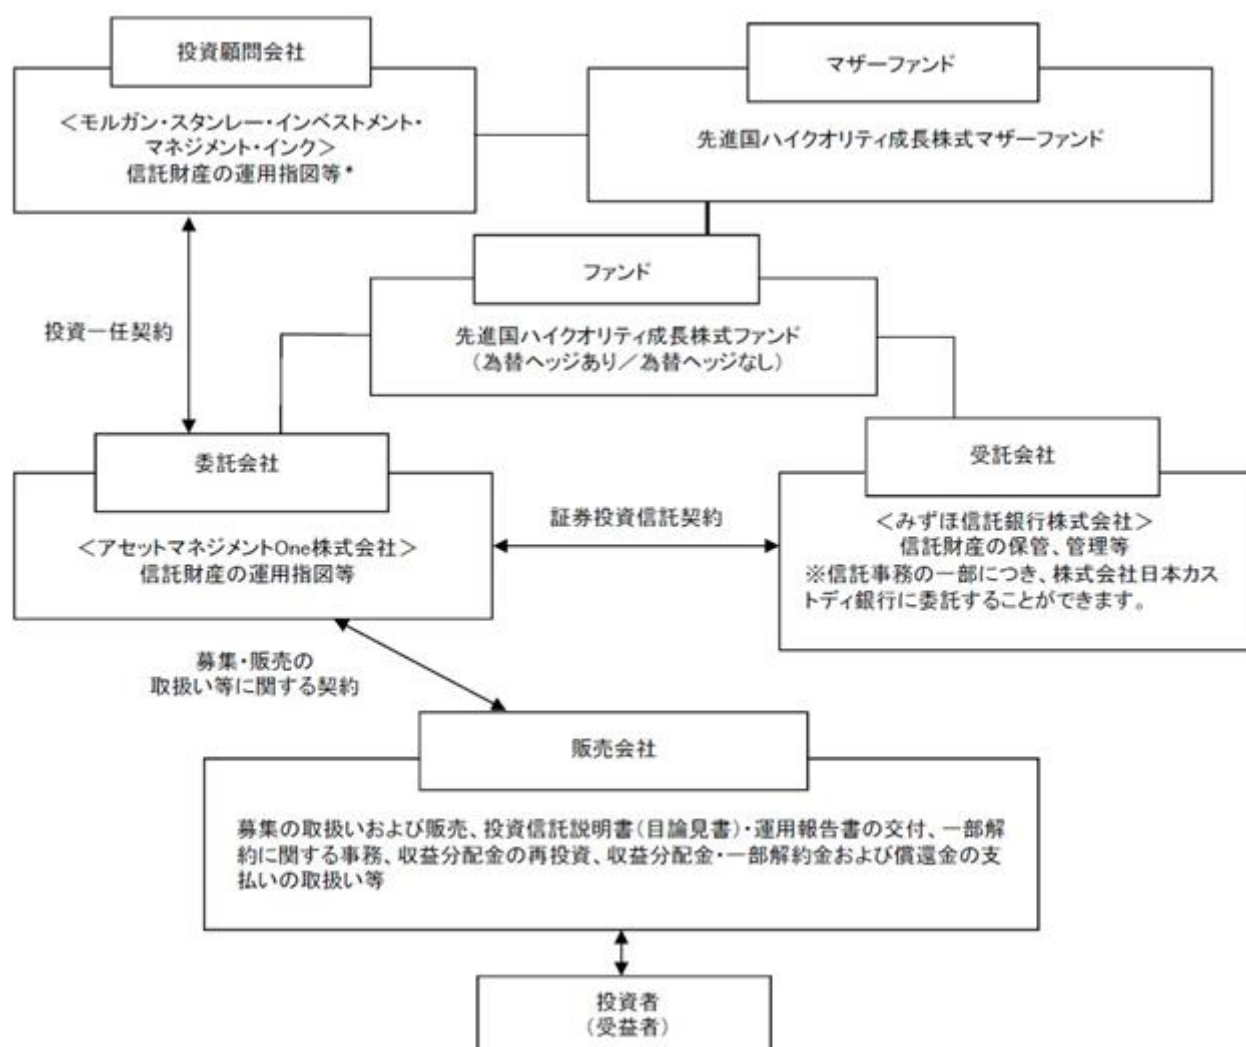 投資顧問会社
<モルガン・スタンレー・インベストメント・
マネジメント・インク>
信託財産の運用指図等*
マザーファンド
先進国ハイクオリティ成長株式マザーファンド
ファンド
先進国ハイクオリティ成長株式ファンド
(為替ヘッジあり/為替ヘッジなし)
投資一任契約
委託会社
<アセットマネジメントOne株式会社>
信託財産の運用指図等
証券投資信託契約
受託会社
<みずほ信託銀行株式会社>
信託財産の保管、管理等
※信託事務の一部につき、株式会社日本カス
トディ銀行に委託することができます。
募集・販売の
取扱い等に関する契約
販売会社
募集の取扱いおよび販売、投資信託説明書(目論見書)・運用報告書の交付、一部解
約に関する事務、収益分配金の再投資、収益分配金・一部解約金および償還金の支
払いの取扱い等
投資者
(受益者)